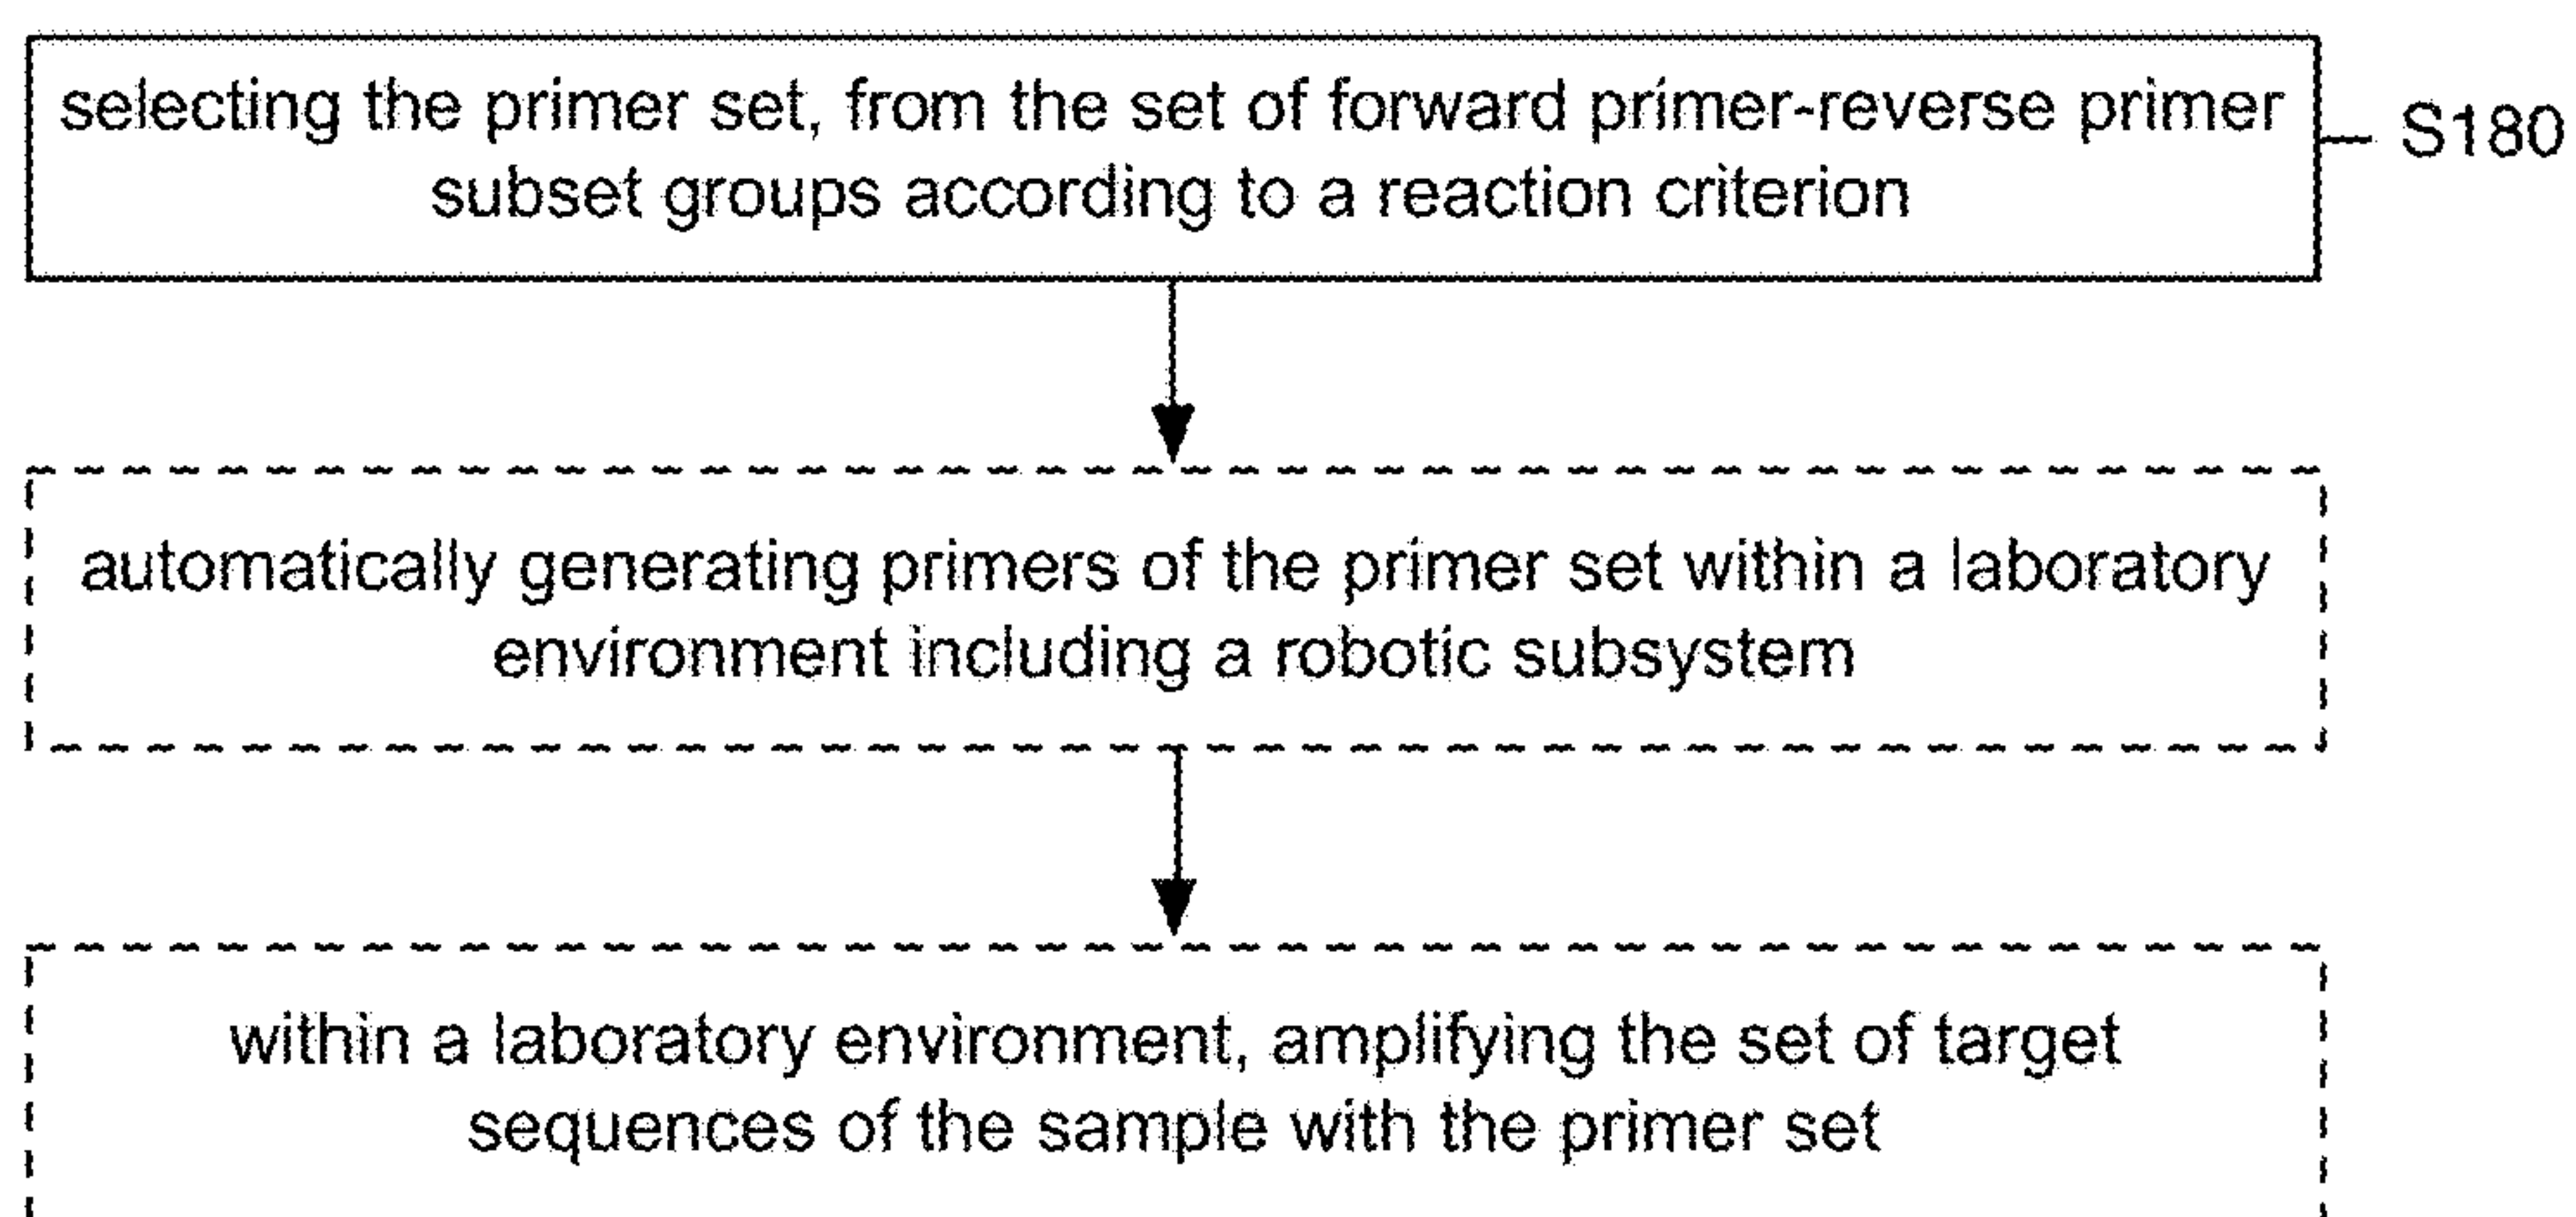 selecting the primer set, from the set of forward primer-reverse primer
subset groups according to a reaction criterion
S180
automatically generating primers of the primer set within a laboratory
environment including a robotic subsystem
within a laboratory environment, amplifying the set of target
sequences of the sample with the primer set